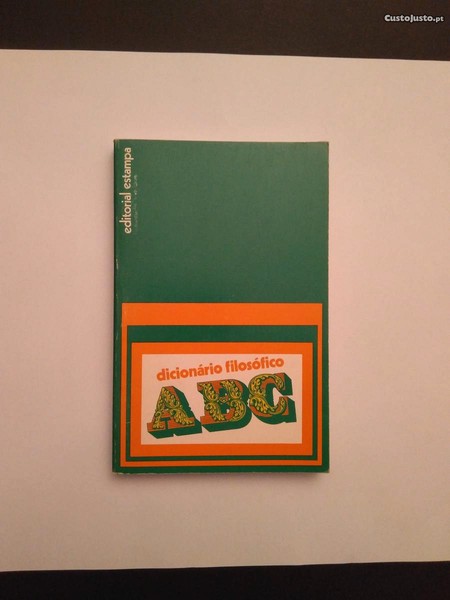 CustoJusto.pt
editorial estampa
dicionário filosófico
ABC